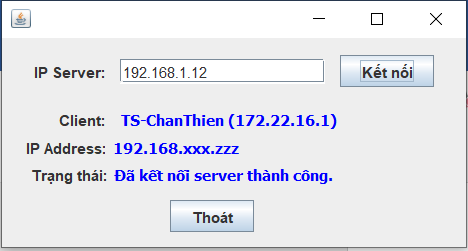 IP Server: 192.168.1.12 Kết nối
Client: TS-ChanThien (172.22.16.1)
IP Address: 192.168.xxx.zzz
Trạng thái: Đã kết nối server thành công.
Thoát